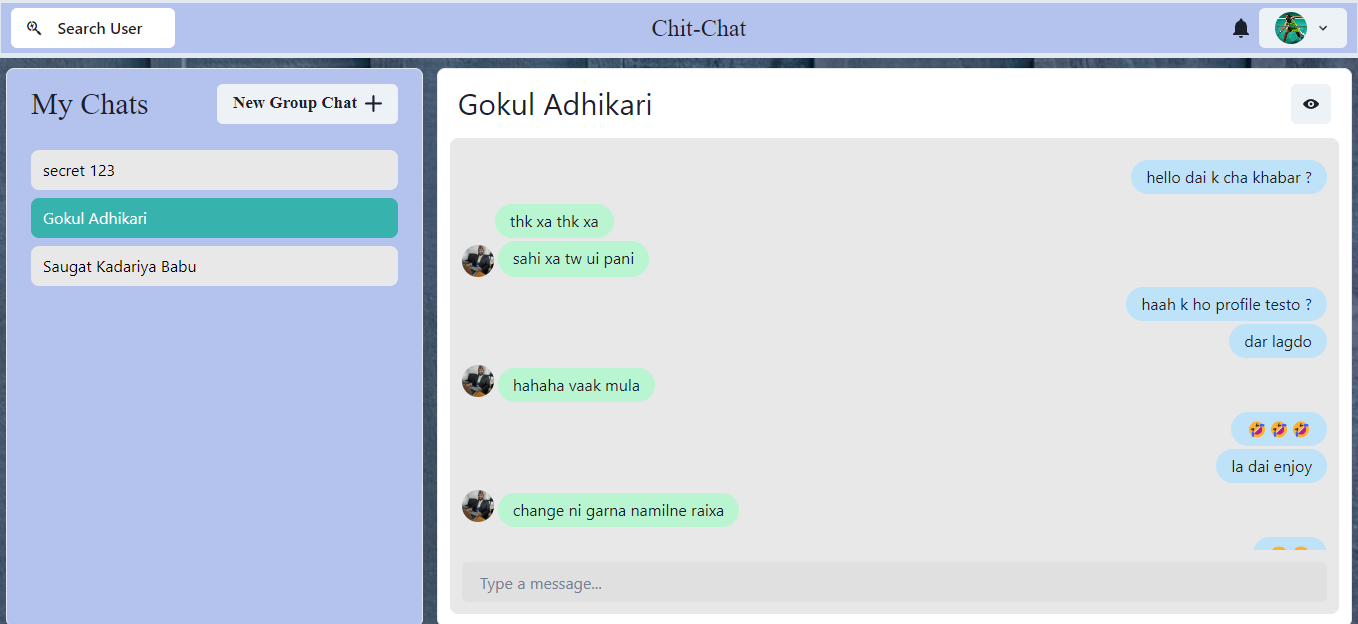 Search User
Chit-Chat
My Chats
New Group Chat
secret 123
Gokul Adhikari
Saugat Kadariya Babu
Gokul Adhikari
hello dai k cha khabar ?
thk xa thk xa
sahi xa tw ui pani
haah k ho profile testo ?
dar lagdo
hahaha vaak mula
🤣🤣🤣
la dai enjoy
change ni garna namilne raixa
Type a message...